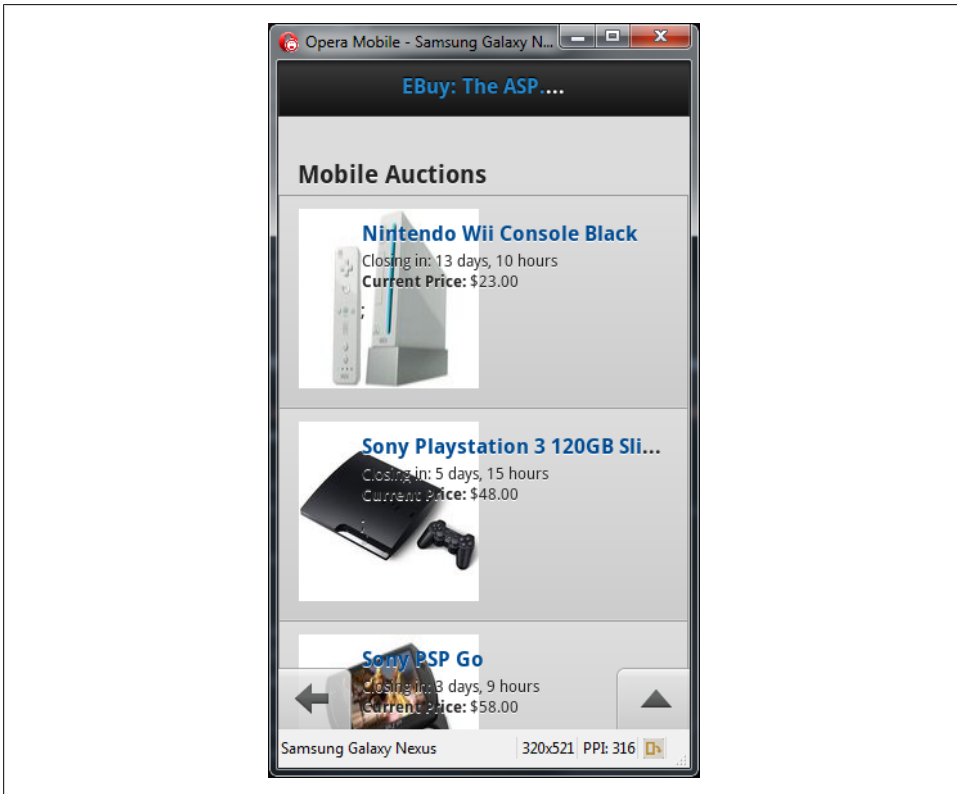 Opera Mobile - Samsung Galaxy N...
EBuy: The ASP....
Mobile Auctions
Nintendo Wii Console Black
Closing in: 13 days, 10 hours
Current Price: $23.00
;
Sony Playstation 3 120GB Sli...
Closing in: 5 days, 15 hours
Current Price: $48.00
Sony PSP Go
Closing in: 3 days, 9 hours
Current Price: $58.00
Samsung Galaxy Nexus 320x521 PPI: 316